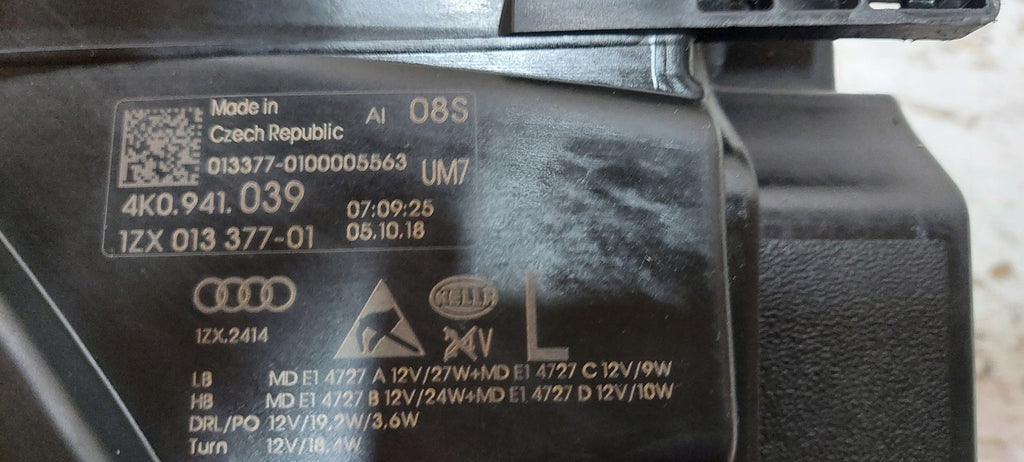 Made in AI 08S
Czech Republic
013377-0100005563 UM7
4K0.941.039 07:09:25
1ZX 013 377-01 05.10.18
HELLA L
1ZX.2414 24V
LB MD E1 4727 A 12V/27W+MD E1 4727 C 12V/9W
HB MD E1 4727 B 12V/24W+MD E1 4727 D 12V/10W
DRL/PO 12V/19,2W/3,6W
Turn 12V/18,4W